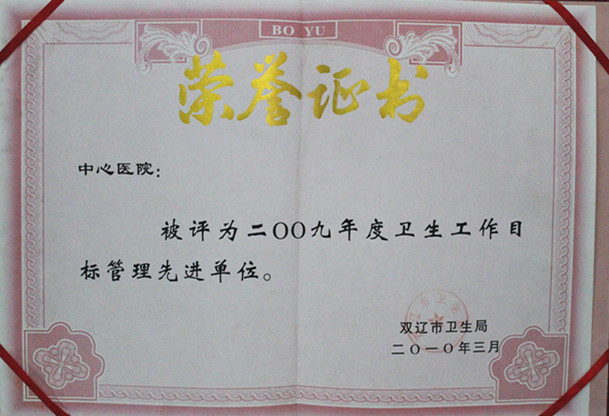 BO YU
荣誉证书
中心医院：
被评为二OO九年度卫生工作目
标管理先进单位。
双辽市卫生局
二O一O年三月